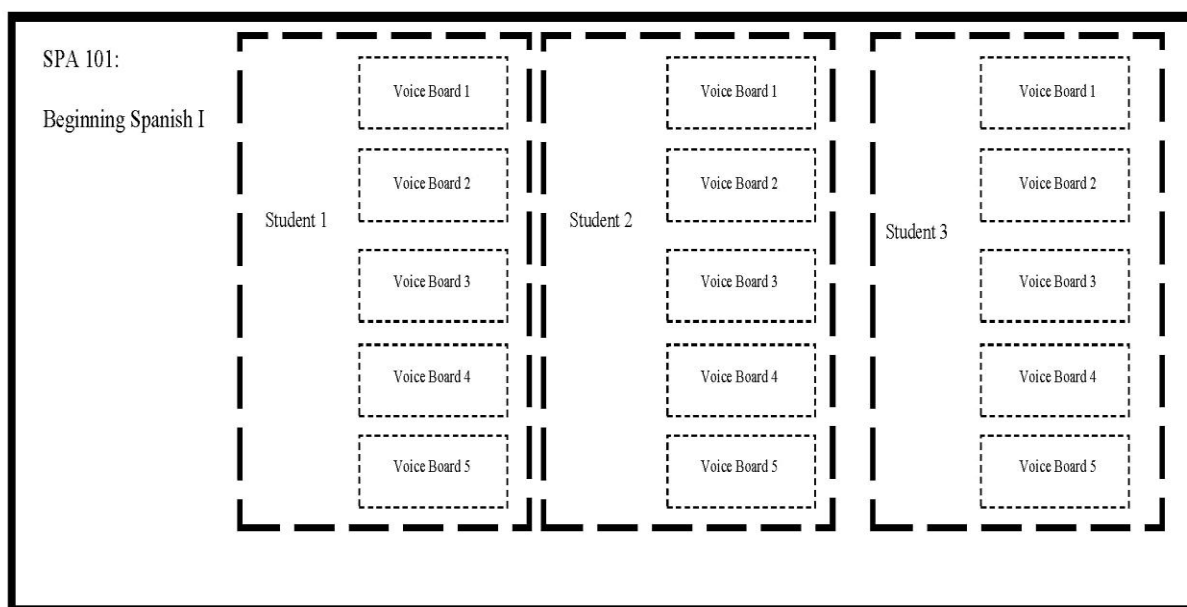 SPA 101:
Beginning Spanish I
Student 1
Voice Board 1
Voice Board 2
Voice Board 3
Voice Board 4
Voice Board 5
Student 2
Voice Board 1
Voice Board 2
Voice Board 3
Voice Board 4
Voice Board 5
Student 3
Voice Board 1
Voice Board 2
Voice Board 3
Voice Board 4
Voice Board 5